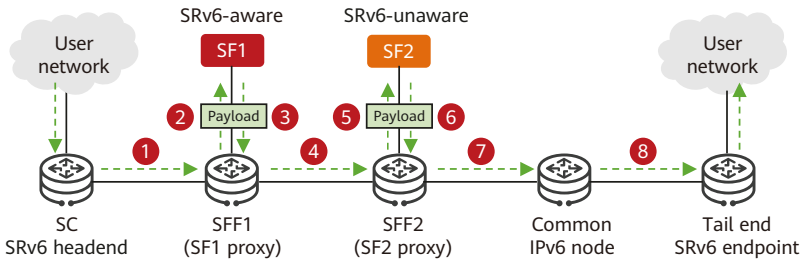 SRv6-aware
SRv6-unaware
User
network
SF1
SF2
User
network
2
Payload
3
5
Payload
6
1
4
7
8
SC
SRv6 headend
SFF1
(SF1 proxy)
SFF2
(SF2 proxy)
Common
IPv6 node
Tail end
SRv6 endpoint